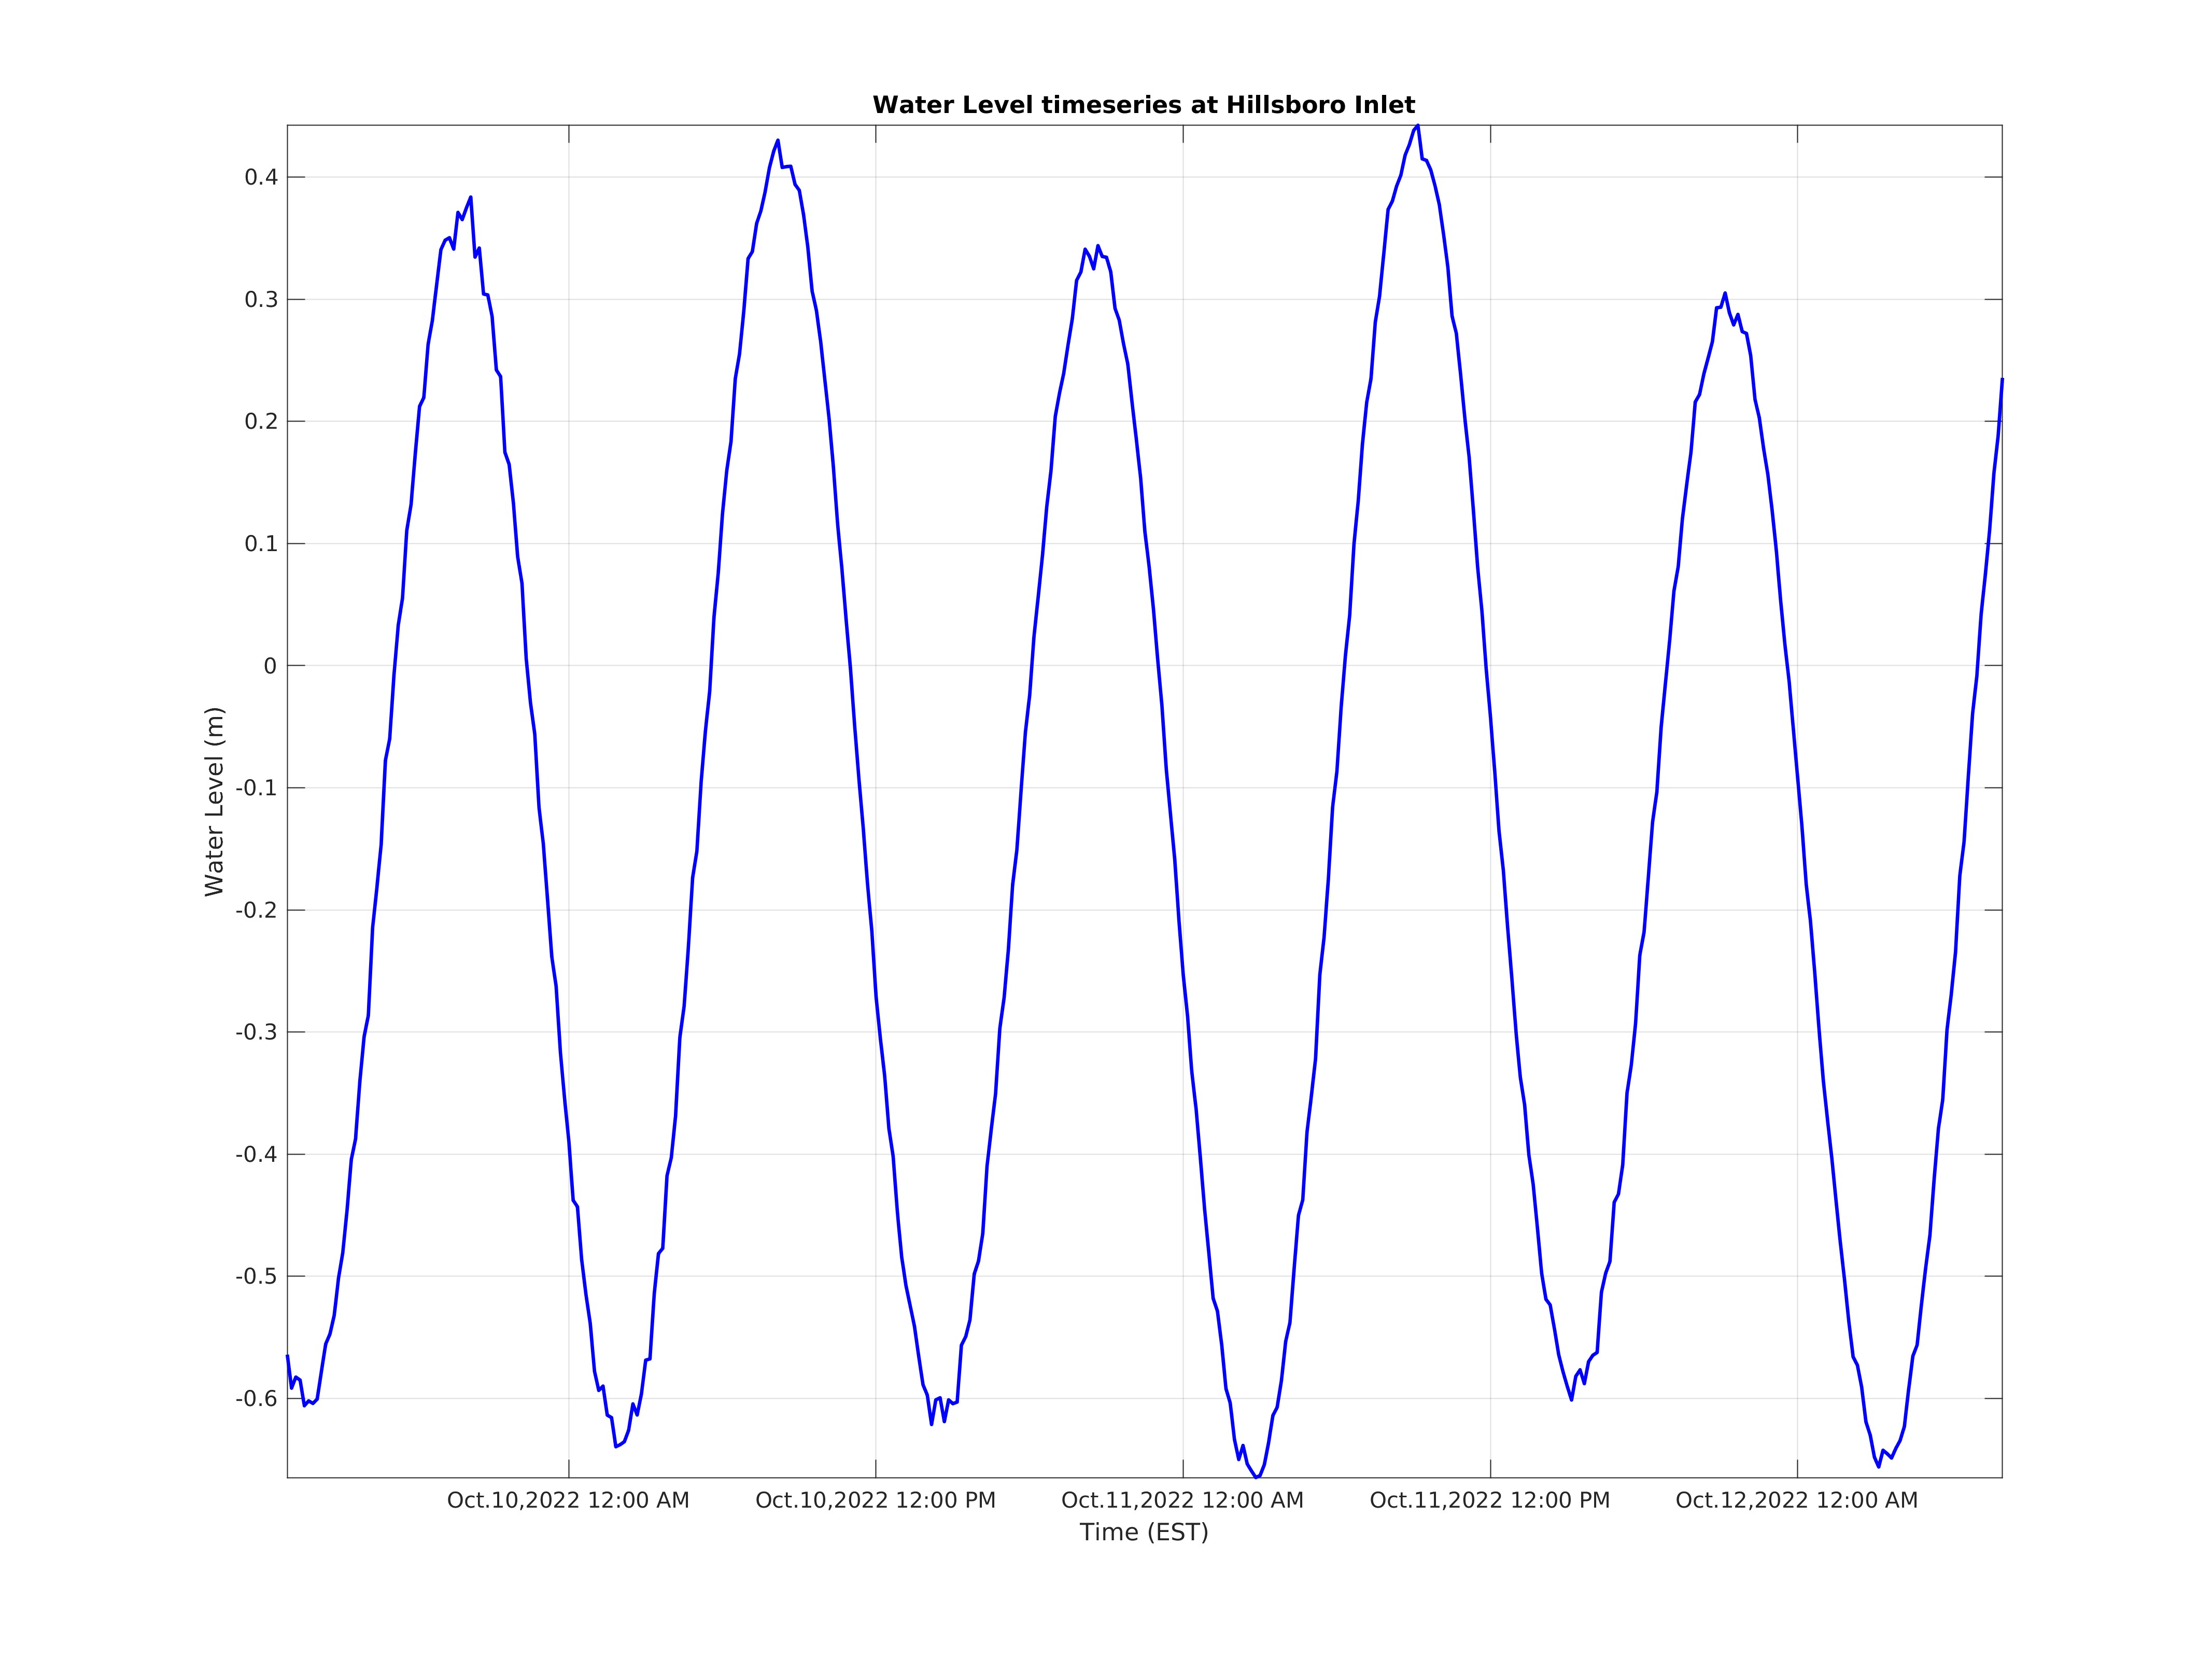 Water Level timeseries at Hillsboro Inlet
0.4
0.3
0.2
0.1
0
-0.1
-0.2
-0.3
-0.4
-0.5
-0.6
Water Level (m)
Oct.10,2022 12:00 AM Oct.10,2022 12:00 PM Oct.11,2022 12:00 AM Oct.11,2022 12:00 PM Oct.12,2022 12:00 AM
Time (EST)